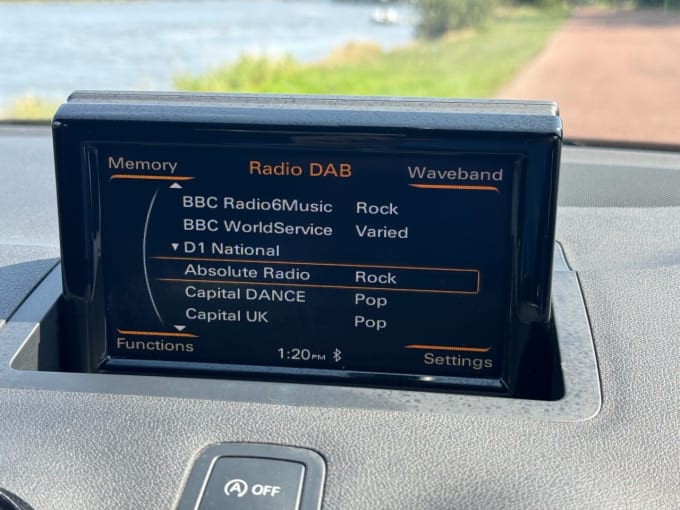 Memory Radio DAB Waveband
BBC Radio6Music Rock
BBC WorldService Varied
▼ D1 National
Absolute Radio Rock
Capital DANCE Pop
Capital UK Pop
Functions 1:20PM Settings
A OFF